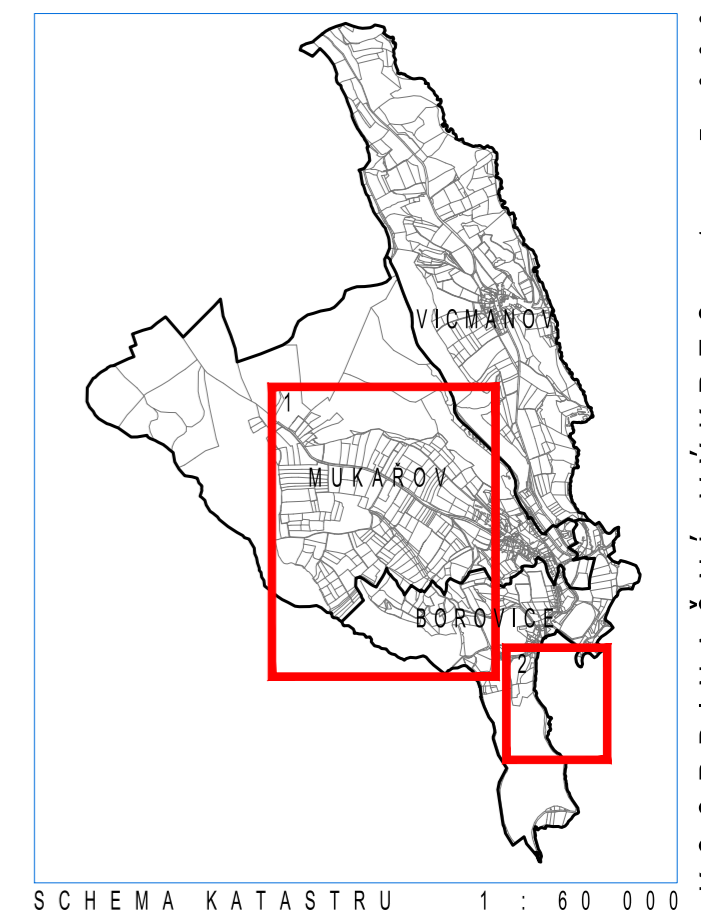 VICMANOV
1
MUKAŘOV
BOROVICE
2
SCHEMA KATASTRU 1 : 60 000